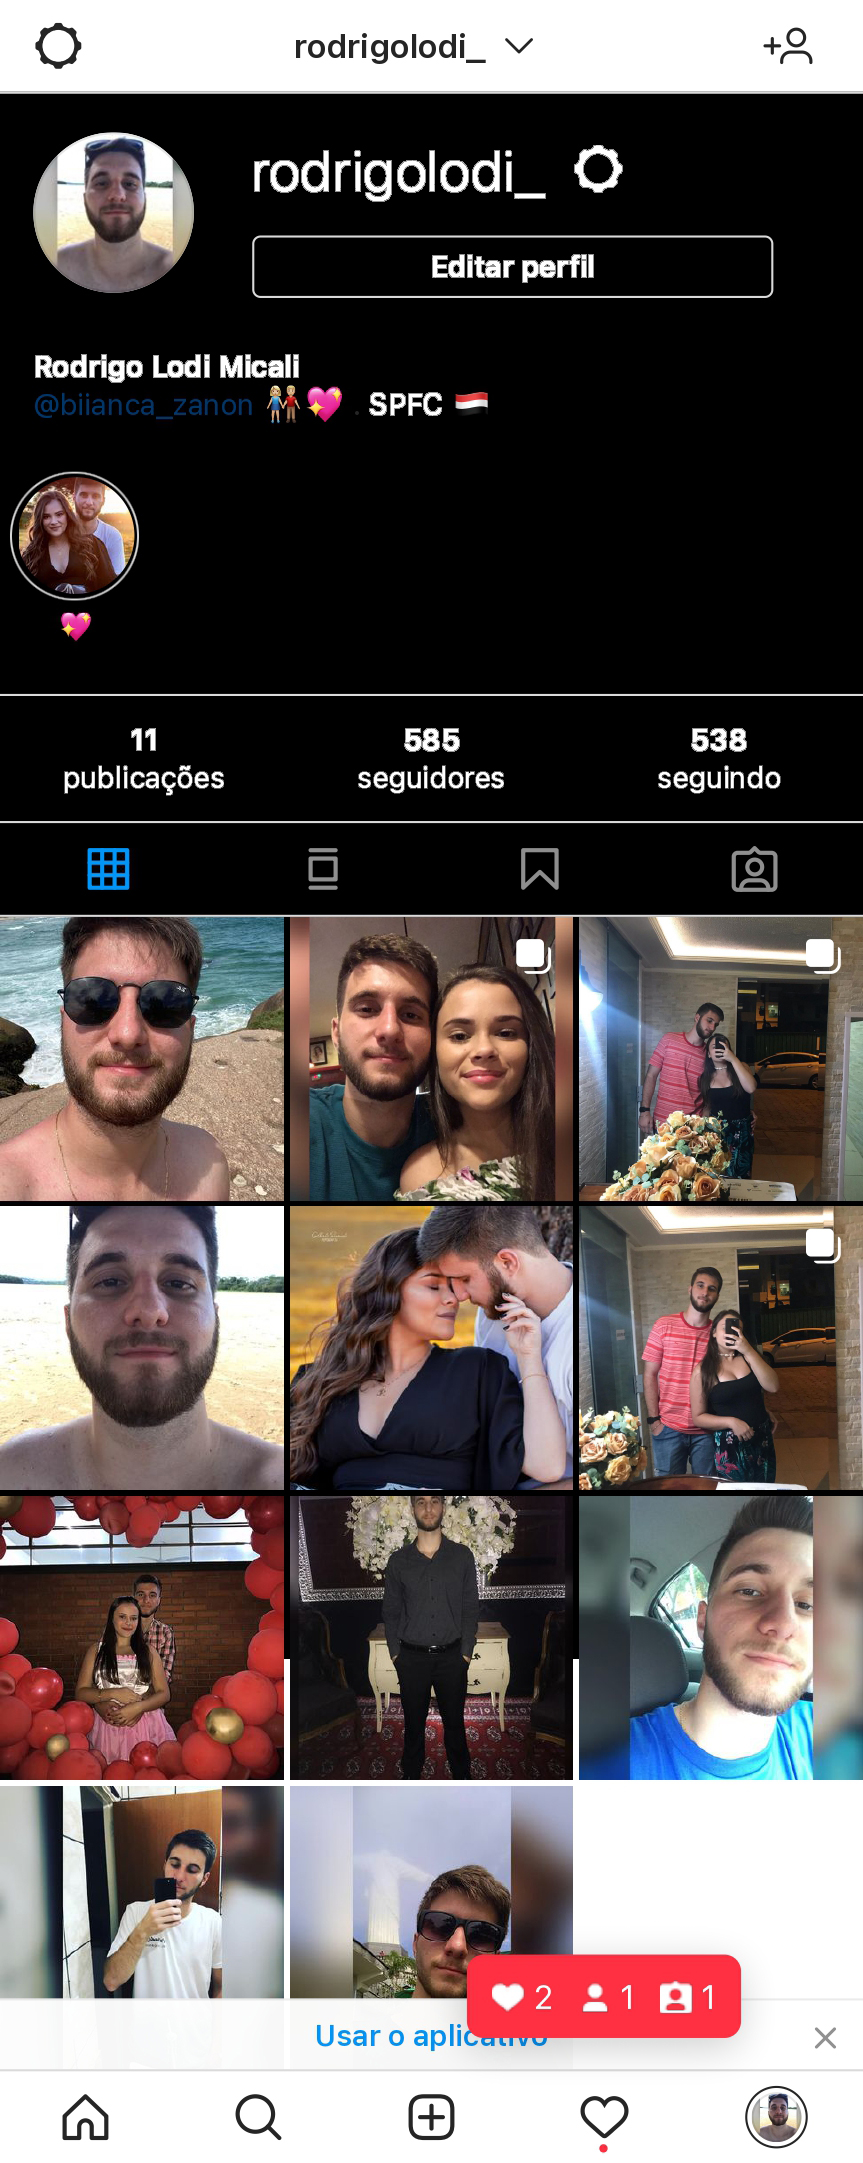 rodrigolodi_
rodrigolodi_
Editar perfil
Rodrigo Lodi Micali
@biianca_zanon 👫💖 . SPFC 🇾🇪
💖
11 585 538
publicações seguidores seguindo
2 1 1
Usar o aplicativo